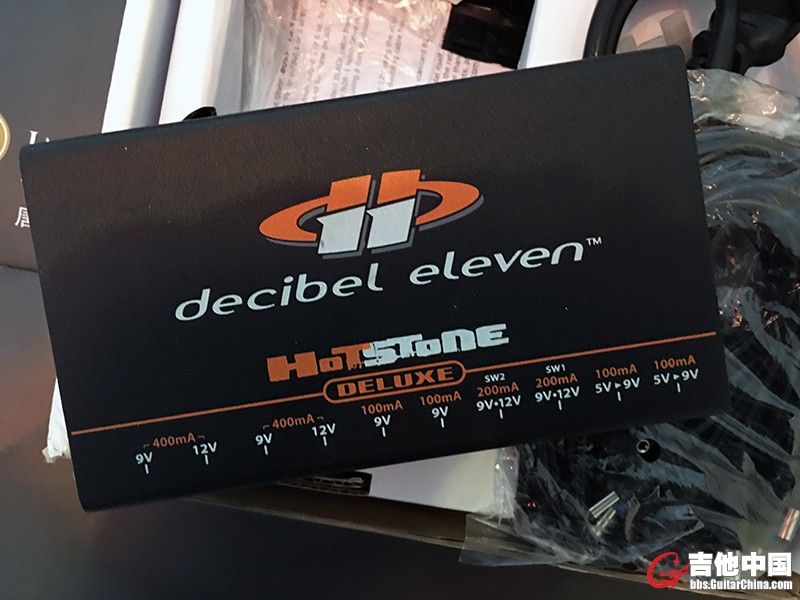 decibel eleven™
HOTSTONE
DELUXE
400mA 400mA 100mA 100mA SW2 200mA SW1 200mA 100mA 100mA
9V 12V 9V 12V 9V 9V 9V•12V 9V•12V 5V▸9V 5V▸9V
吉他中国
bbs.GuitarChina.com